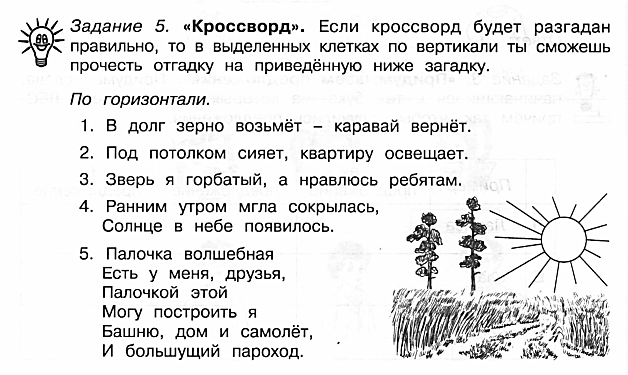 Задание 5. «Кроссворд». Если кроссворд будет разгадан
правильно, то в выделенных клетках по вертикали ты сможешь
прочесть отгадку на приведённую ниже загадку.
По горизонтали.
1. В долг зерно возьмёт – каравай вернёт.
2. Под потолком сияет, квартиру освещает.
3. Зверь я горбатый, а нравлюсь ребятам.
4. Ранним утром мгла сокрылась,
Солнце в небе появилось.
5. Палочка волшебная
Есть у меня, друзья,
Палочкой этой
Могу построить я
Башню, дом и самолёт,
И большущий пароход.